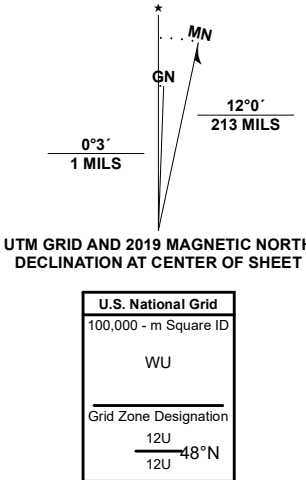 ★
MN
GN
12°0´
213 MILS
0°3´
1 MILS
UTM GRID AND 2019 MAGNETIC NORTH
DECLINATION AT CENTER OF SHEET
U.S. National Grid
100,000 - m Square ID
WU
Grid Zone Designation
12U
48°N
12U